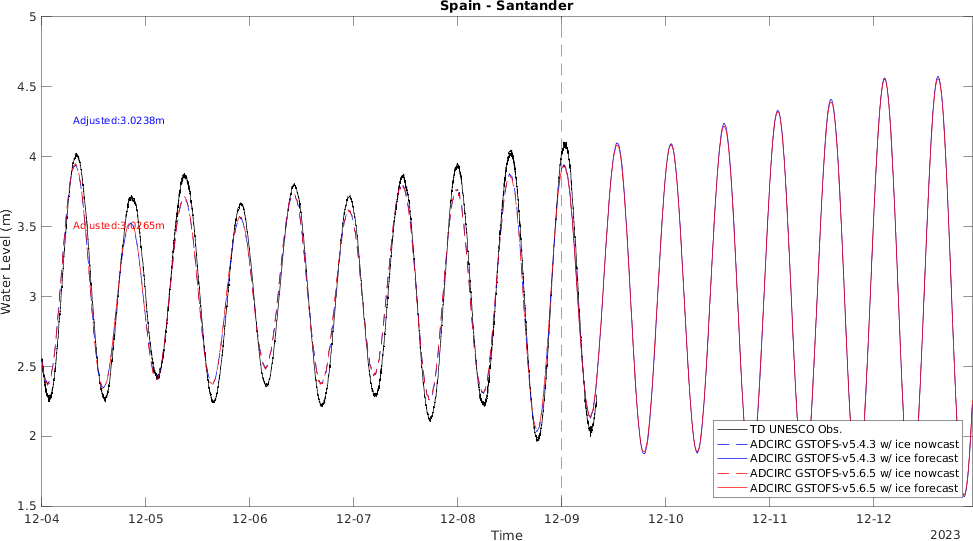 Spain - Santander
5
4.5
4
3.5
3
2.5
2
1.5
Water Level (m)
Adjusted:3.0238m
Adjusted:3.0265m
TD UNESCO Obs.
ADCIRC GSTOFS-v5.4.3 w/ ice nowcast
ADCIRC GSTOFS-v5.4.3 w/ ice forecast
ADCIRC GSTOFS-v5.6.5 w/ ice nowcast
ADCIRC GSTOFS-v5.6.5 w/ ice forecast
12-04 12-05 12-06 12-07 12-08 12-09 12-10 12-11 12-12
Time
2023